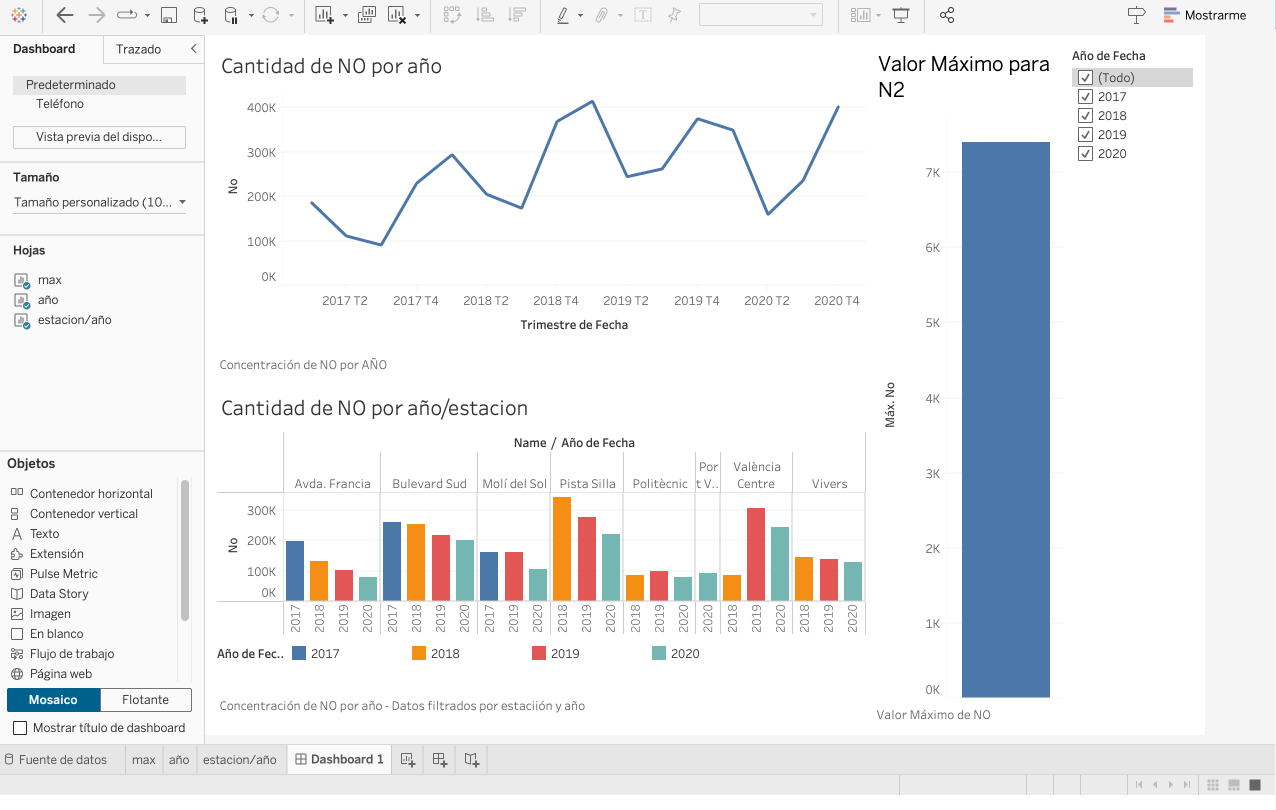 Mostrarme
Dashboard
Trazado
Predeterminado
Teléfono
Vista previa del dispo...
Tamaño
Tamaño personalizado (10...
Hojas
max
año
estacion/año
Objetos
Contenedor horizontal
Contenedor vertical
Texto
Extensión
Pulse Metric
Data Story
Imagen
En blanco
Flujo de trabajo
Página web
Mosaico
Flotante
Mostrar título de dashboard
Cantidad de NO por año
No
400K
300K
200K
100K
0K
2017 T2
2017 T4
2018 T2
2018 T4
2019 T2
2019 T4
2020 T2
2020 T4
Trimestre de Fecha
Concentración de NO por AÑO
Cantidad de NO por año/estacion
Name / Año de Fecha
Avda. Francia
Bulevard Sud
Molí del Sol
Pista Silla
Politècnic
Por
t V..
València
Centre
Vivers
No
300K
200K
100K
0K
2017
2018
2019
2020
2017
2018
2019
2020
2017
2019
2020
2018
2019
2020
2018
2019
2020
2020
2018
2019
2020
2018
2019
2020
Año de Fec..
2017
2018
2019
2020
Concentración de NO por año - Datos filtrados por estaciión y año
Valor Máximo para
N2
Máx. No
7K
6K
5K
4K
3K
2K
1K
0K
Valor Máximo de NO
Año de Fecha
(Todo)
2017
2018
2019
2020
Fuente de datos
max
año
estacion/año
Dashboard 1